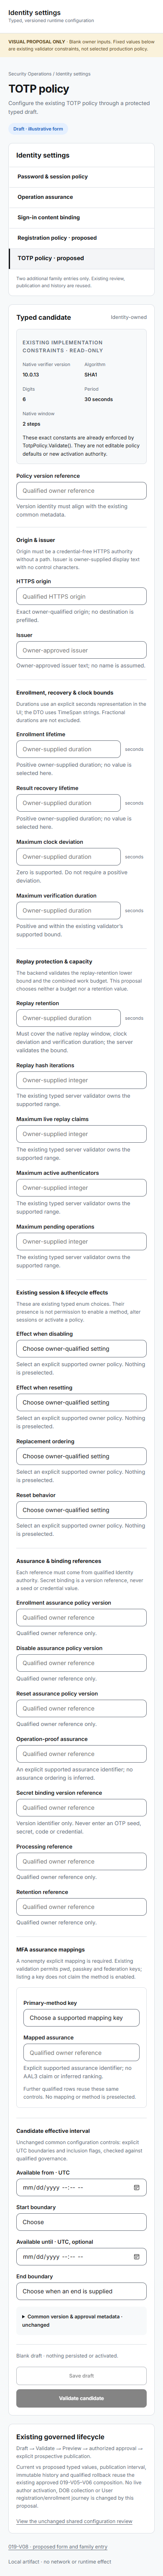 Identity settings
Typed, versioned runtime configuration
VISUAL PROPOSAL ONLY · Blank owner inputs. Fixed values below
are existing validator constraints, not selected production policy.
Security Operations / Identity settings
TOTP policy
Configure the existing TOTP policy through a protected
typed draft.
Draft · illustrative form
Identity settings
Password & session policy
Operation assurance
Sign-in content binding
Registration policy · proposed
TOTP policy · proposed
Two additional family entries only. Existing review,
publication and history are reused.
Typed candidate
Identity-owned
EXISTING IMPLEMENTATION
CONSTRAINTS · READ-ONLY
Native verifier version
10.0.13
Algorithm
SHA1
Digits
6
Period
30 seconds
Native window
2 steps
These exact constants are already enforced by
TotpPolicy.Validate(). They are not editable policy
defaults or new activation authority.
Policy version reference
Qualified owner reference
Version identity must align with the existing
common metadata.
Origin & issuer
Origin must be a credential-free HTTPS authority
without a path. Issuer is owner-supplied display text
with no control characters.
HTTPS origin
Qualified HTTPS origin
Exact owner-qualified origin; no destination is
prefilled.
Issuer
Owner-approved issuer
Owner-approved issuer text; no name is assumed.
Enrollment, recovery & clock bounds
Durations use an explicit seconds representation in the
UI; the DTO uses TimeSpan strings. Fractional
durations are not excluded.
Enrollment lifetime
Owner-supplied duration
seconds
Positive owner-supplied duration; no value is
selected here.
Result recovery lifetime
Owner-supplied duration
seconds
Positive owner-supplied duration; no value is
selected here.
Maximum clock deviation
Owner-supplied duration
seconds
Zero is supported. Do not require a positive
deviation.
Maximum verification duration
Owner-supplied duration
seconds
Positive and within the existing validator's
supported bound.
Replay protection & capacity
The backend validates the replay-retention lower
bound and the combined work budget. This proposal
chooses neither a budget nor a retention value.
Replay retention
Owner-supplied duration
seconds
Must cover the native replay window, clock
deviation and verification duration; the server
validates the bound.
Replay hash iterations
Owner-supplied integer
The existing typed server validator owns the
supported range.
Maximum live replay claims
Owner-supplied integer
The existing typed server validator owns the
supported range.
Maximum active authenticators
Owner-supplied integer
The existing typed server validator owns the
supported range.
Maximum pending operations
Owner-supplied integer
The existing typed server validator owns the
supported range.
Existing session & lifecycle effects
These are existing typed enum choices. Their
presence is not permission to enable a method, alter
sessions or activate a policy.
Effect when disabling
Choose owner-qualified setting
Select an explicit supported owner policy. Nothing
is preselected.
Effect when resetting
Choose owner-qualified setting
Select an explicit supported owner policy. Nothing
is preselected.
Replacement ordering
Choose owner-qualified setting
Select an explicit supported owner policy. Nothing
is preselected.
Reset behavior
Choose owner-qualified setting
Select an explicit supported owner policy. Nothing
is preselected.
Assurance & binding references
Each reference must come from qualified Identity
authority. Secret binding is a version reference, never
a seed or credential value.
Enrollment assurance policy version
Qualified owner reference
Qualified owner reference only.
Disable assurance policy version
Qualified owner reference
Qualified owner reference only.
Reset assurance policy version
Qualified owner reference
Qualified owner reference only.
Operation-proof assurance
Qualified owner reference
An explicit supported assurance identifier; no
assurance ordering is inferred.
Secret binding version reference
Qualified owner reference
Version identifier only. Never enter an OTP seed,
secret, code or credential.
Processing reference
Qualified owner reference
Qualified owner reference only.
Retention reference
Qualified owner reference
Qualified owner reference only.
MFA assurance mappings
A nonempty explicit mapping is required. Existing
validation permits pwd, passkey and federation keys;
listing a key does not claim the method is enabled.
Primary-method key
Choose a supported mapping key
Mapped assurance
Qualified owner reference
Explicit supported assurance identifier; no
AAL3 claim or inferred ranking.
Further qualified rows reuse these same
controls. No mapping or method is preselected.
Candidate effective interval
Unchanged common configuration controls: explicit
UTC boundaries and inclusion flags, checked against
qualified governance.
Available from · UTC
mm/dd/yyyy --:-- --
Start boundary
Choose
Available until · UTC, optional
mm/dd/yyyy --:-- --
End boundary
Choose when an end is supplied
▶ Common version & approval metadata ·
unchanged
Blank draft · nothing persisted or activated.
Save draft
Validate candidate
Existing governed lifecycle
Draft → Validate → Preview → authorized approval →
explicit prospective publication.
Current vs proposed typed values, publication interval,
immutable history and qualified rollback reuse the
existing approved 019-V05–V06 composition. No live
author activation, DOB collection or User
registration/enrollment journey is changed by this
proposal.
View the unchanged shared configuration review
019-V08 · proposed form and family entry
Local artifact · no network or runtime effect